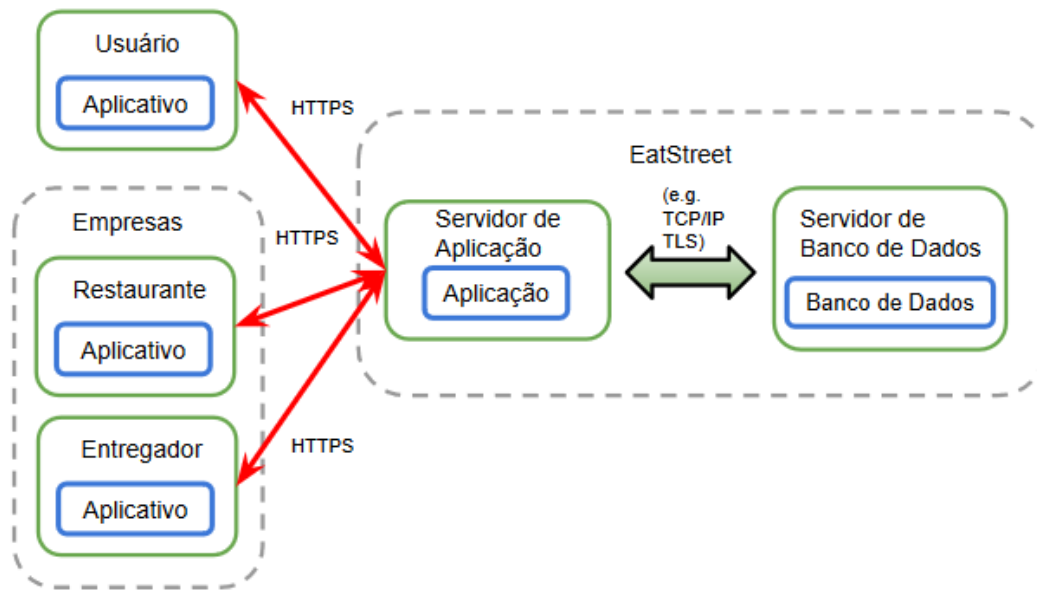 Usuário
Aplicativo
HTTPS
Empresas
HTTPS
Restaurante
Aplicativo
Entregador
Aplicativo
HTTPS
EatStreet
Servidor de
Aplicação
Aplicação
(e.g.
TCP/IP
TLS)
Servidor de
Banco de Dados
Banco de Dados